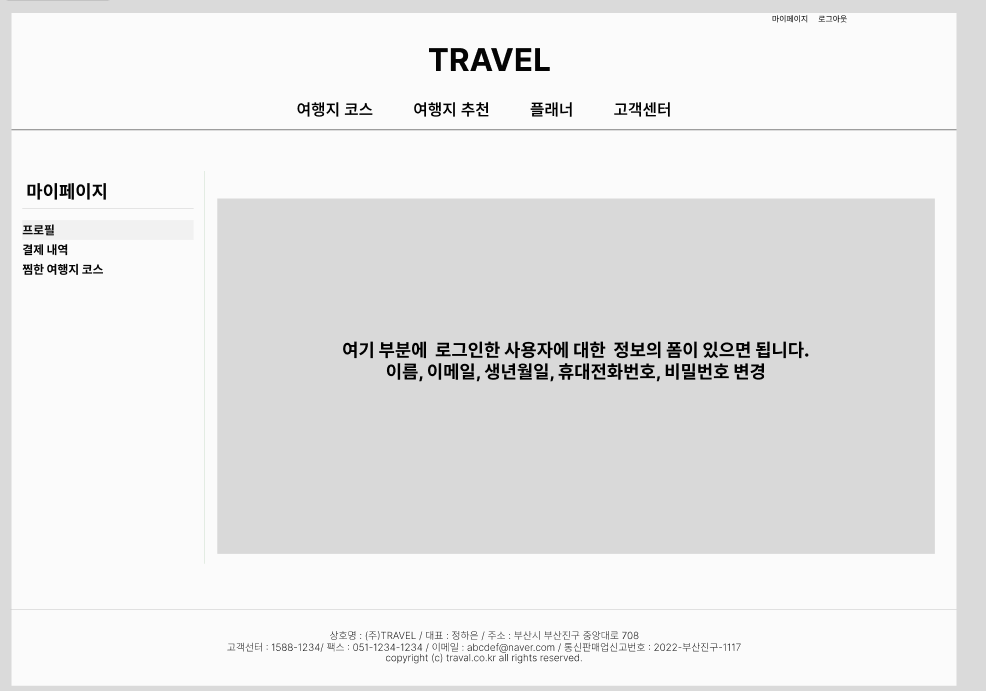 마이페이지 로그아웃
TRAVEL
여행지 코스 여행지 추천 플래너 고객센터
마이페이지
프로필
결제 내역
찜한 여행지 코스
여기 부분에 로그인한 사용자에 대한 정보의 폼이 있으면 됩니다.
이름, 이메일, 생년월일, 휴대전화번호, 비밀번호 변경
상호명 : (주)TRAVEL / 대표 : 정하은 / 주소 : 부산시 부산진구 중앙대로 708
고객선터 : 1588-1234/ 팩스 : 051-1234-1234 / 이메일 : abcdef@naver.com / 통신판매업신고번호 : 2022-부산진구-1117
copyright (c) traval.co.kr all rights reserved.